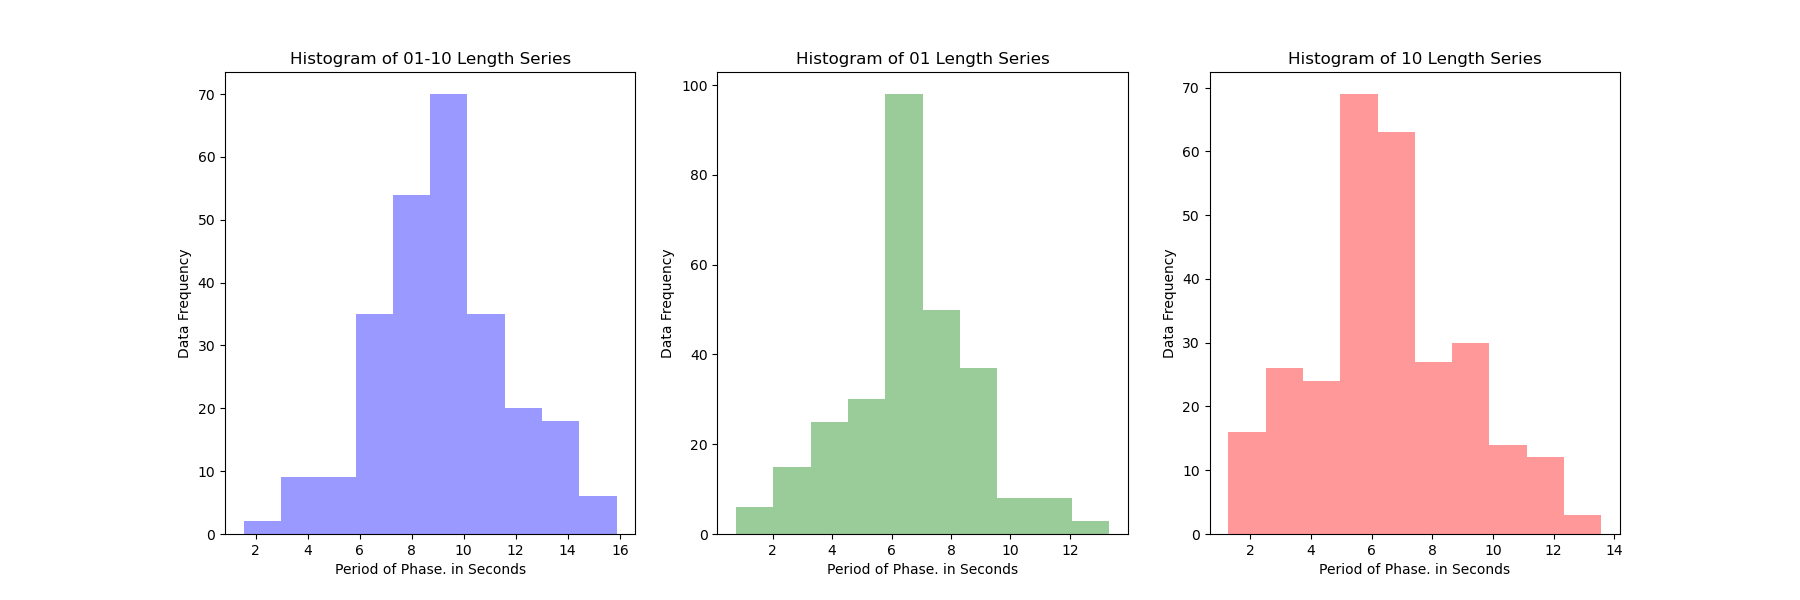 Histogram of 01-10 Length Series
Data Frequency
70
60
50
40
30
20
10
0
2 4 6 8 10 12 14 16
Period of Phase. in Seconds
Histogram of 01 Length Series
Data Frequency
100
80
60
40
20
0
2 4 6 8 10 12
Period of Phase. in Seconds
Histogram of 10 Length Series
Data Frequency
70
60
50
40
30
20
10
0
2 4 6 8 10 12 14
Period of Phase. in Seconds